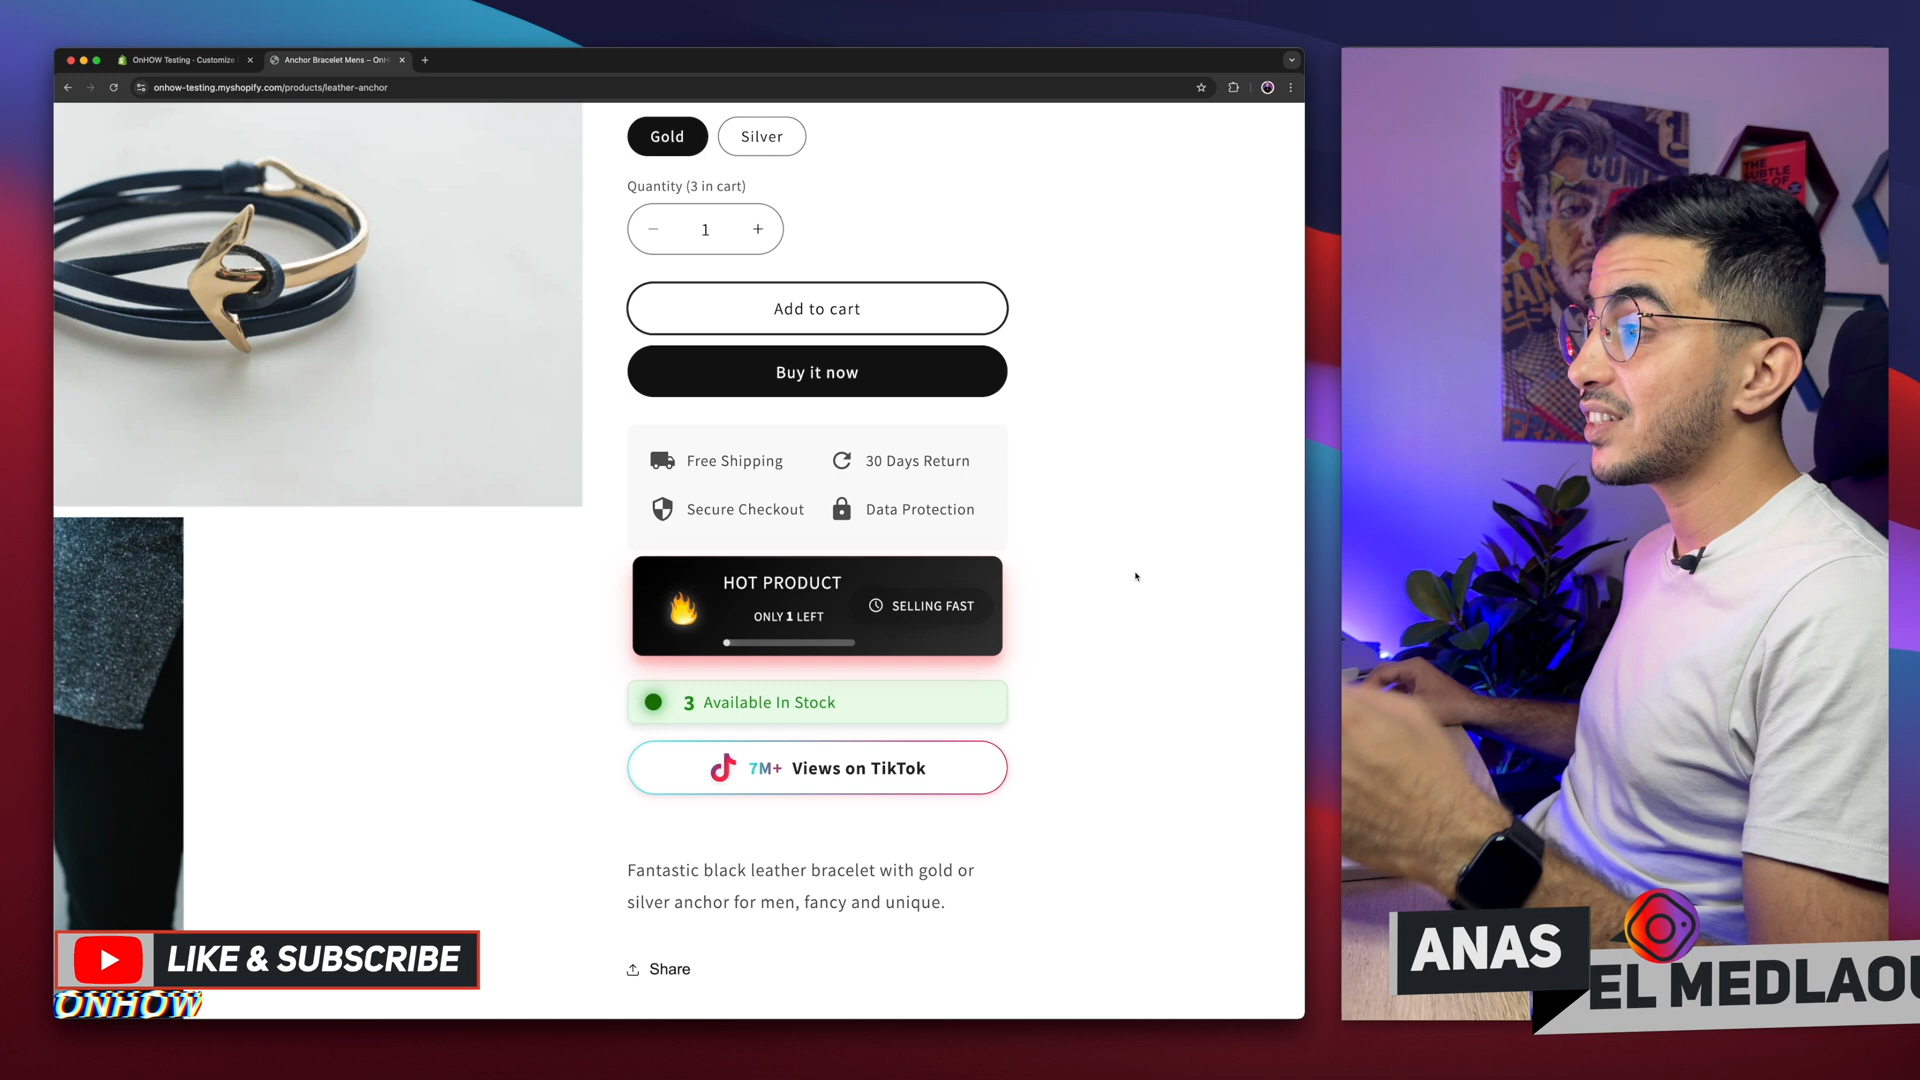 OnHOW Testing · Customize
Anchor Bracelet Mens – OnH
onhow-testing.myshopify.com/products/leather-anchor
Gold
Silver
Quantity (3 in cart)
1
Add to cart
Buy it now
Free Shipping
30 Days Return
Secure Checkout
Data Protection
HOT PRODUCT
ONLY 1 LEFT
SELLING FAST
3 Available In Stock
7M+ Views on TikTok
Fantastic black leather bracelet with gold or
silver anchor for men, fancy and unique.
Share
LIKE & SUBSCRIBE
ONHOW
THE
SUBTLE
ANAS
EL MEDLAOU